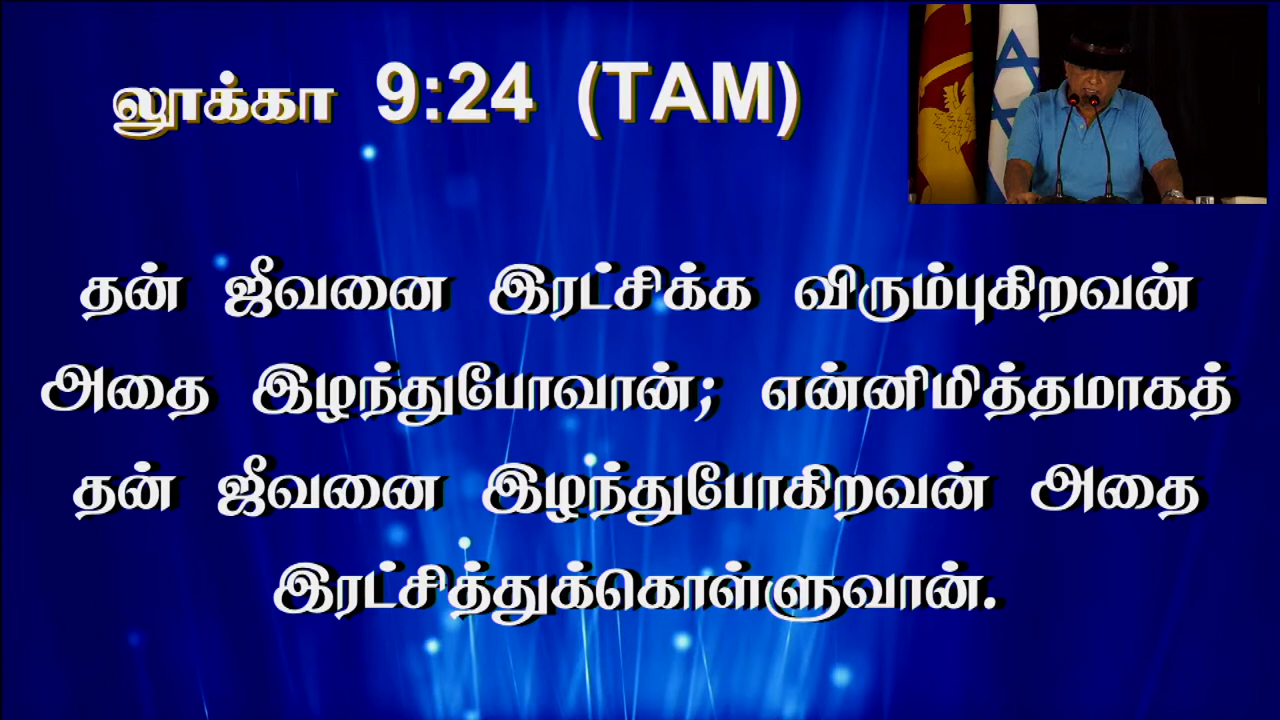 லூக்கா 9:24 (TAM)
தன் ஜீவனை இரட்சிக்க விரும்புகிறவன்
அதை இழந்துபோவான்; என்னிமித்தமாகத்
தன் ஜீவனை இழந்துபோகிறவன் அதை
இரட்சித்துக்கொள்ளுவான்.